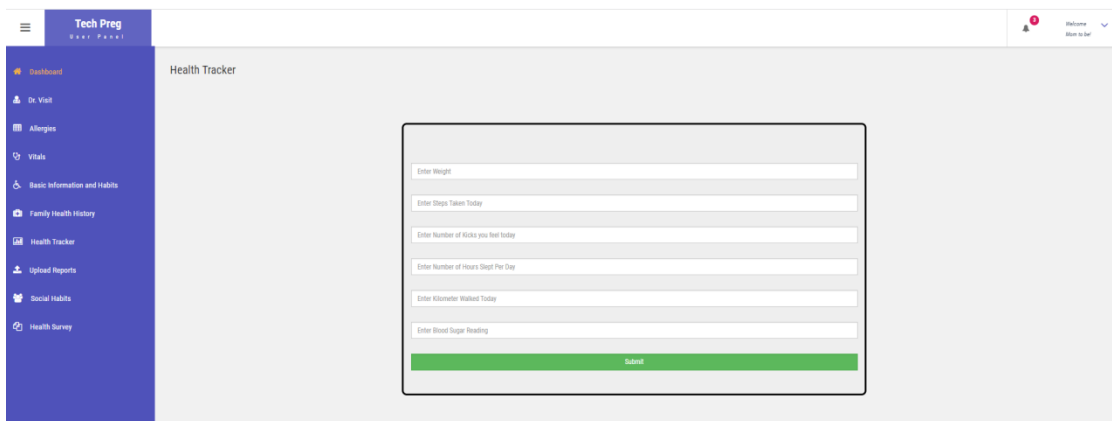 Tech Preg
User Panel
3
Welcome
Mom to be!
Dashboard
Dr. Visit
Allergies
Vitals
Basic Information and Habits
Family Health History
Health Tracker
Upload Reports
Social Habits
Health Survey
Health Tracker
Enter Weight
Enter Steps Taken Today
Enter Number of Kicks you feel today
Enter Number of Hours Slept Per Day
Enter Kilometer Walked Today
Enter Blood Sugar Reading
Submit